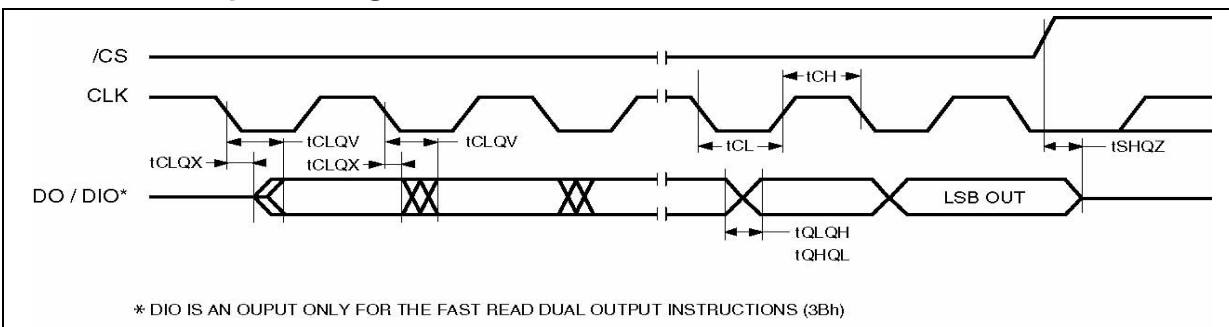 /CS
tCH
CLK
tCLQV
tCLQV
tCL
tSHQZ
tCLQX
tCLQX
DO / DIO*
LSB OUT
tQLQH
tQHQL
* DIO IS AN OUPUT ONLY FOR THE FAST READ DUAL OUTPUT INSTRUCTIONS (3Bh)